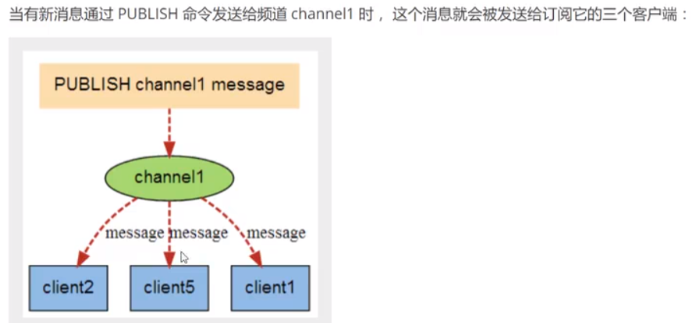 当有新消息通过 PUBLISH 命令发送给频道 channel1 时， 这个消息就会被发送给订阅它的三个客户端：
PUBLISH channel1 message
channel1
message message message
client2 client5 client1